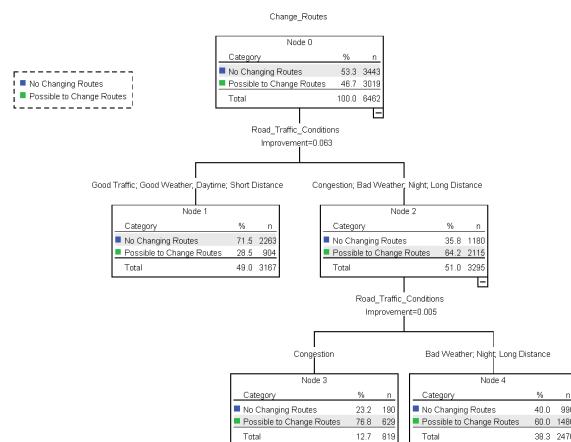 Change_Routes
Node 0
Category % n
No Changing Routes 53.3 3443
Possible to Change Routes 46.7 3019
Total 100.0 6462
No Changing Routes
Possible to Change Routes
Road_Traffic_Conditions
Improvement=0.063
Good Traffic; Good Weather; Daytime; Short Distance
Congestion; Bad Weather; Night; Long Distance
Node 1
Category % n
No Changing Routes 71.5 2263
Possible to Change Routes 28.5 904
Total 49.0 3167
Node 2
Category % n
No Changing Routes 35.8 1180
Possible to Change Routes 64.2 2115
Total 51.0 3295
Road_Traffic_Conditions
Improvement=0.005
Congestion
Bad Weather; Night; Long Distance
Node 3
Category % n
No Changing Routes 23.2 190
Possible to Change Routes 76.8 629
Total 12.7 819
Node 4
Category % n
No Changing Routes 40.0 990
Possible to Change Routes 60.0 1486
Total 38.3 2476